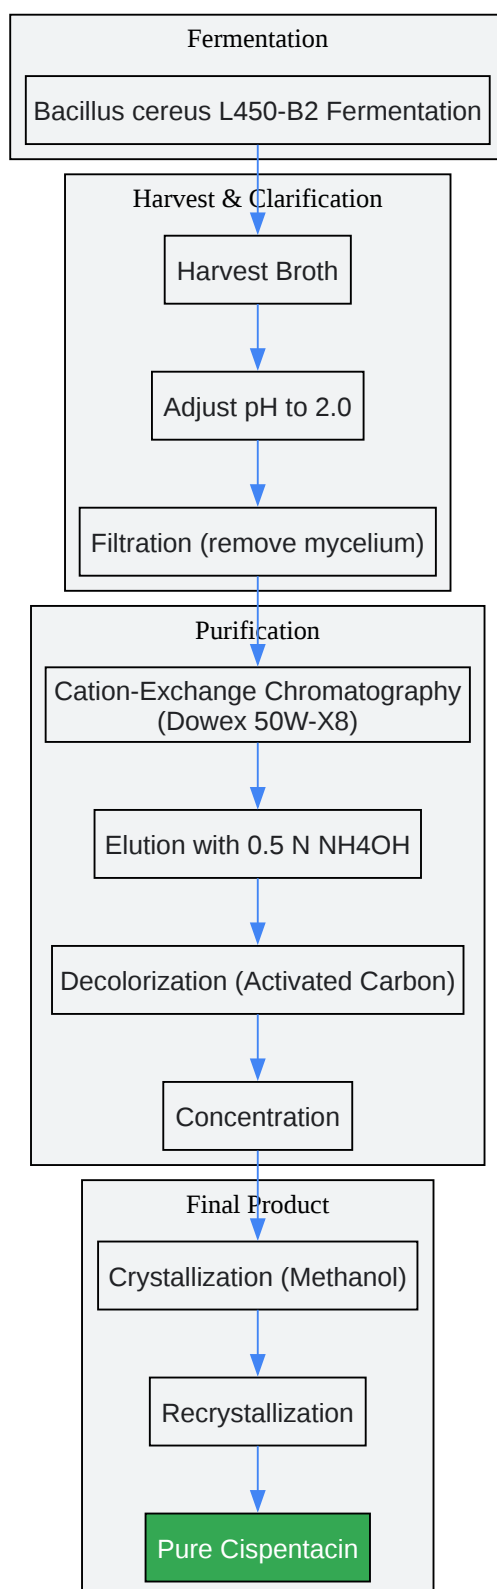 Fermentation
Bacillus cereus L450-B2 Fermentation
Harvest & Clarification
Harvest Broth
Adjust pH to 2.0
Filtration (remove mycelium)
Purification
Cation-Exchange Chromatography
(Dowex 50W-X8)
Elution with 0.5 N NH4OH
Decolorization (Activated Carbon)
Concentration
Final Product
Crystallization (Methanol)
Recrystallization
Pure Cispentacin